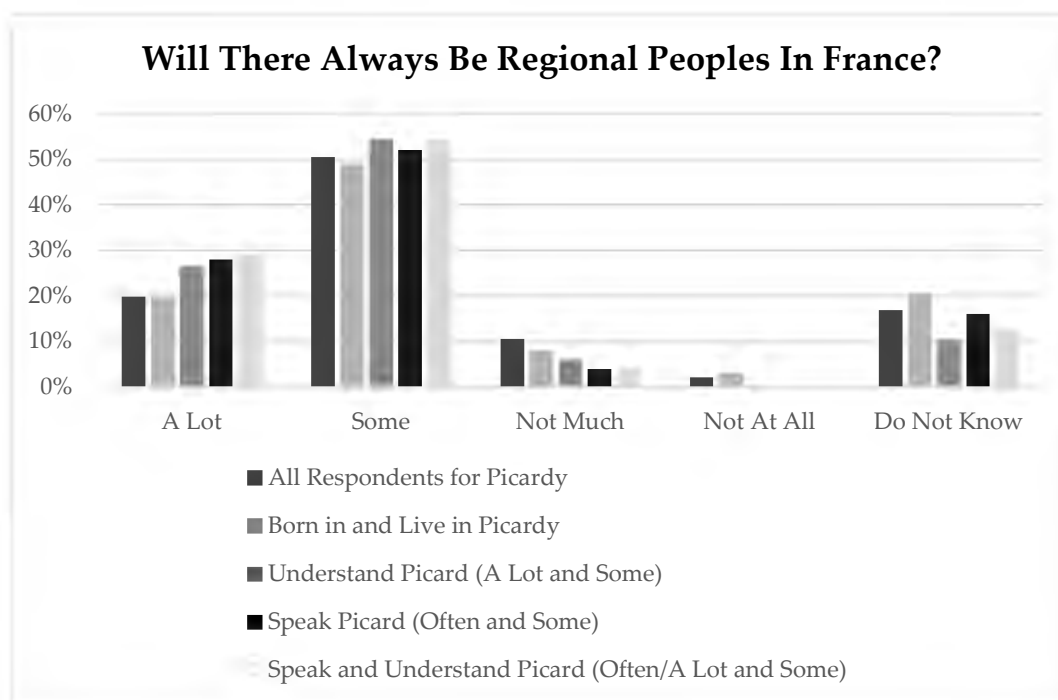 Will There Always Be Regional Peoples In France?
60%
50%
40%
30%
20%
10%
0%
A Lot
Some
Not Much
Not At All
Do Not Know
All Respondents for Picardy
Born in and Live in Picardy
Understand Picard (A Lot and Some)
Speak Picard (Often and Some)
Speak and Understand Picard (Often/A Lot and Some)